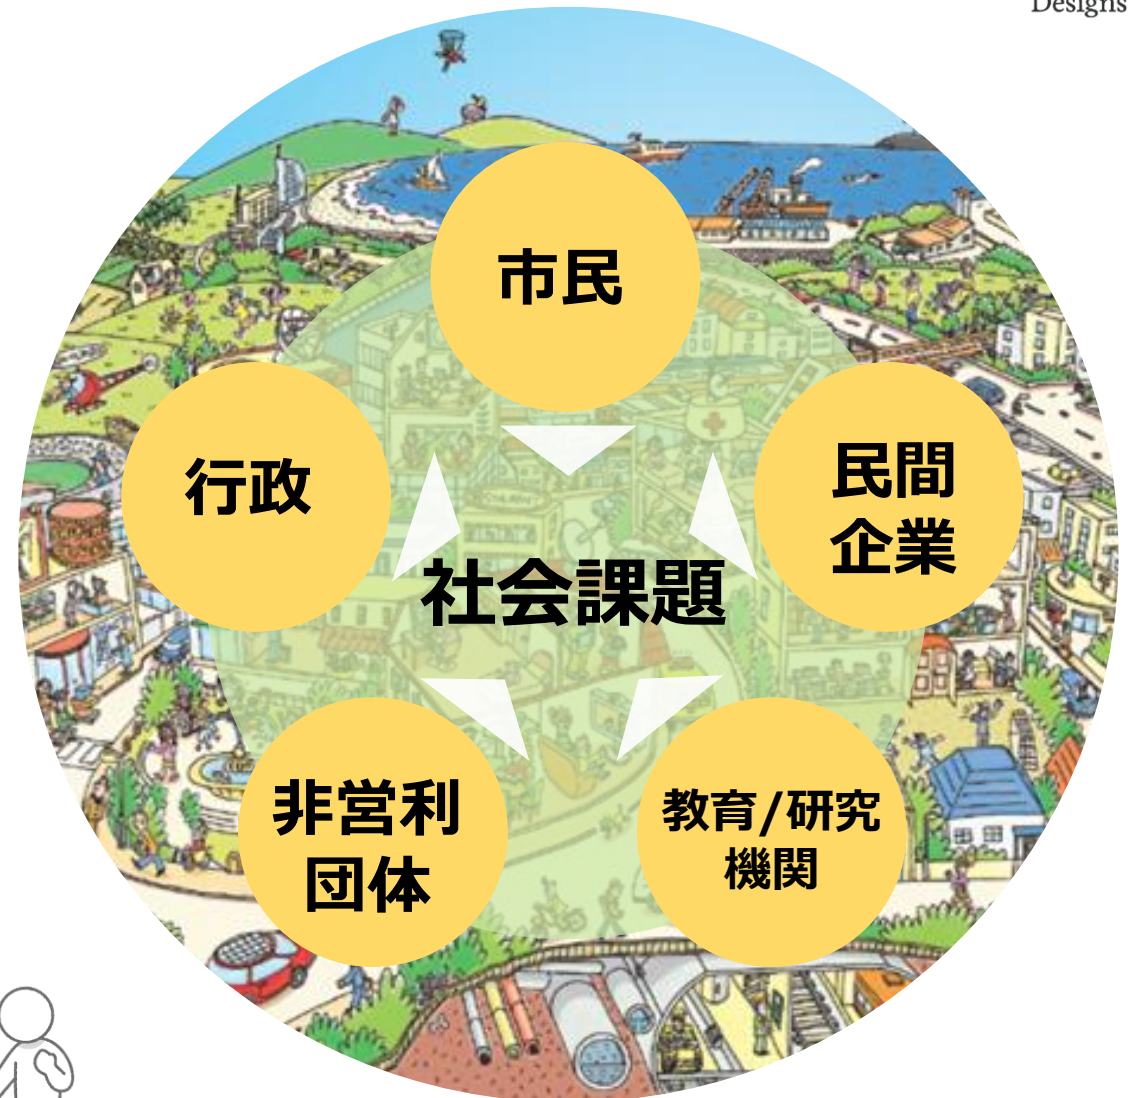 Designs
市民
行政
民間
企業
社会課題
非営利
団体
教育/研究
機関